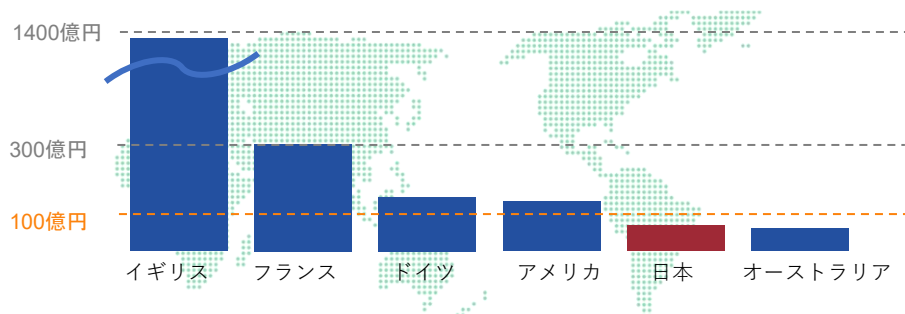 1400億円
300億円
100億円
イギリス
フランス
ドイツ
アメリカ
日本
オーストラリア